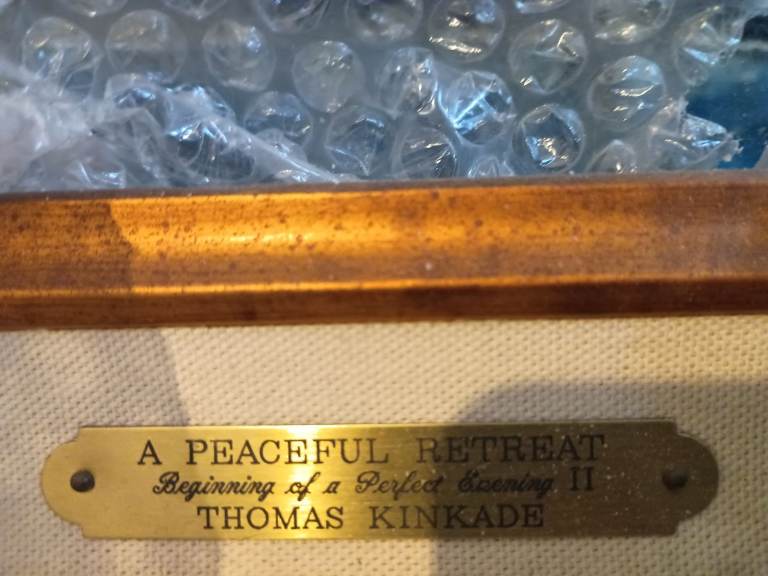 A PEACEFUL RETREAT
Beginning of a Perfect Evening II
THOMAS KINKADE